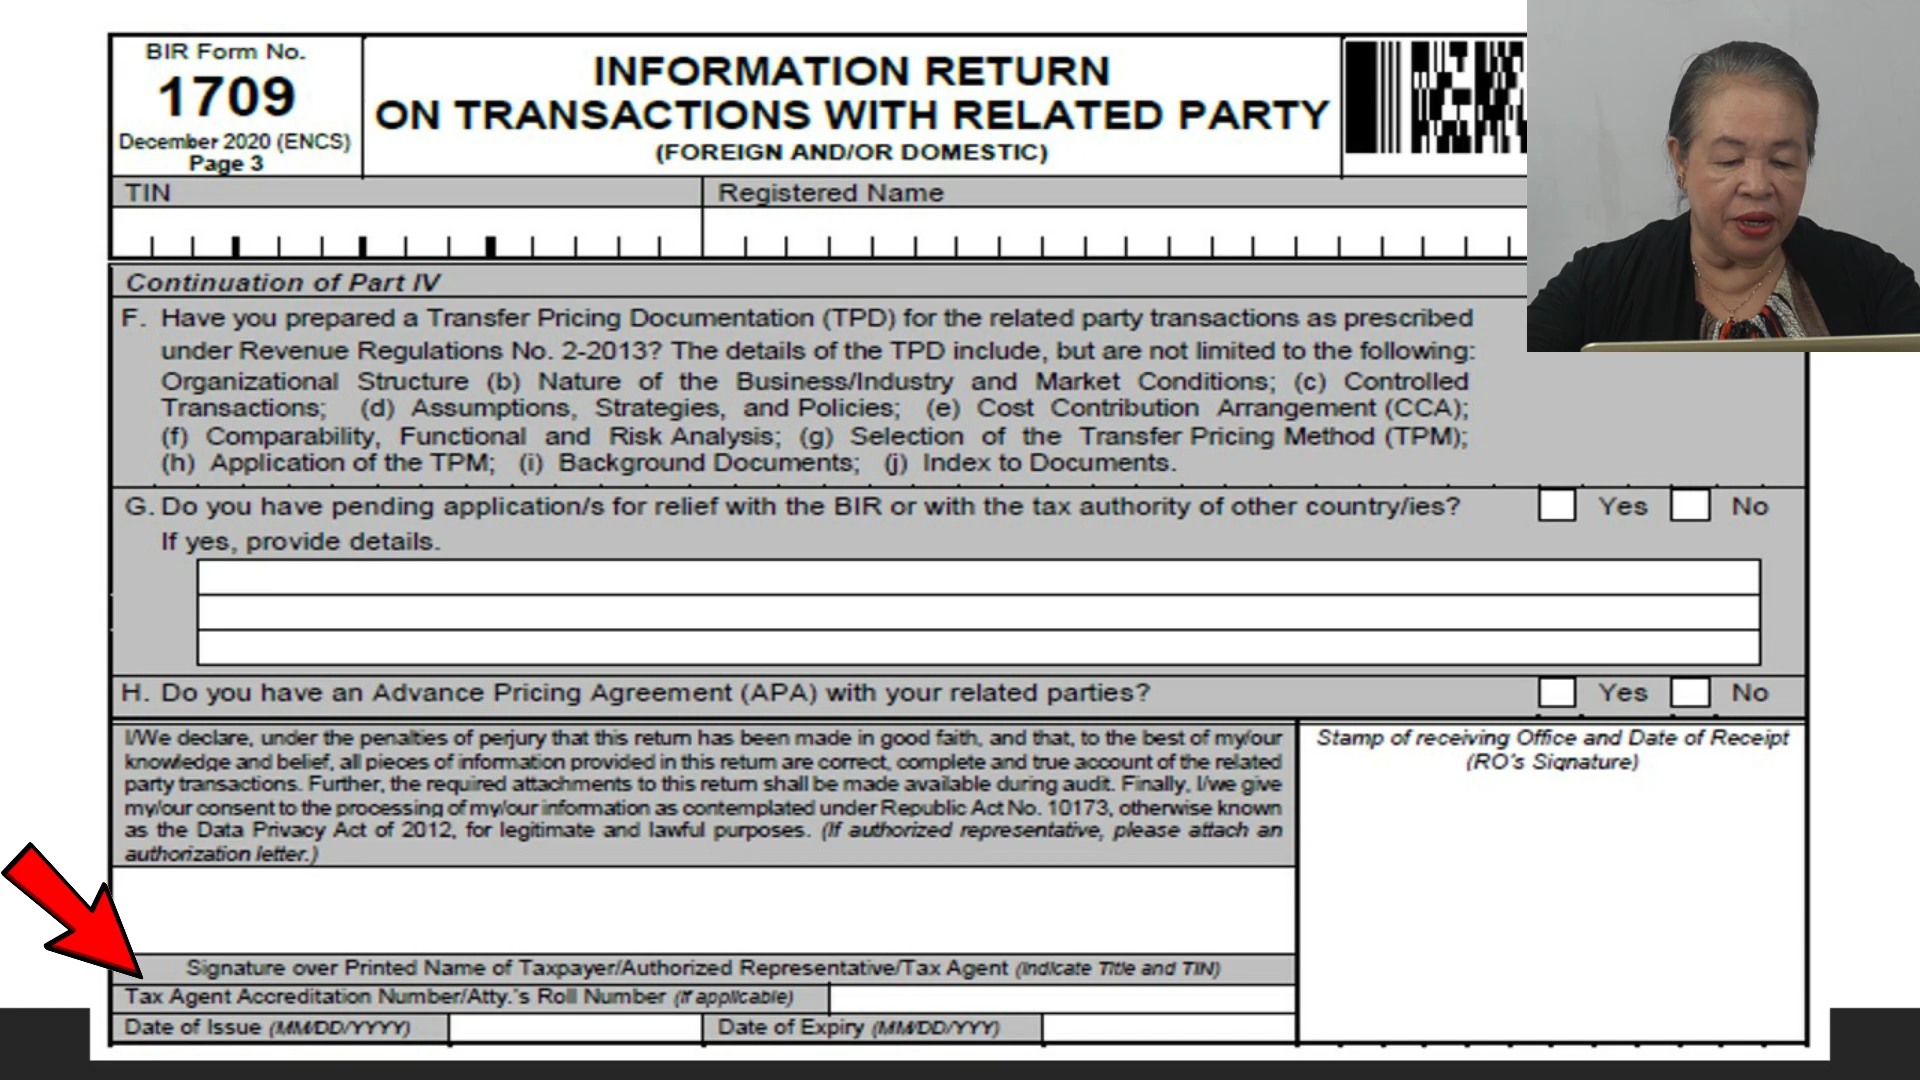 BIR Form No.
1709
December 2020 (ENCS)
Page 3
INFORMATION RETURN
ON TRANSACTIONS WITH RELATED PARTY
(FOREIGN AND/OR DOMESTIC)
TIN
Registered Name
Continuation of Part IV
F. Have you prepared a Transfer Pricing Documentation (TPD) for the related party transactions as prescribed
under Revenue Regulations No. 2-2013? The details of the TPD include, but are not limited to the following:
Organizational Structure (b) Nature of the Business/Industry and Market Conditions; (c) Controlled
Transactions; (d) Assumptions, Strategies, and Policies; (e) Cost Contribution Arrangement (CCA);
(f) Comparability, Functional and Risk Analysis; (g) Selection of the Transfer Pricing Method (TPM);
(h) Application of the TPM; (i) Background Documents; (j) Index to Documents.
G. Do you have pending application/s for relief with the BIR or with the tax authority of other country/ies? Yes No
If yes, provide details.
H. Do you have an Advance Pricing Agreement (APA) with your related parties? Yes No
I/We declare, under the penalties of perjury that this return has been made in good faith, and that, to the best of my/our
knowledge and belief, all pieces of information provided in this return are correct, complete and true account of the related
party transactions. Further, the required attachments to this return shall be made available during audit. Finally, I/we give
my/our consent to the processing of my/our information as contemplated under Republic Act No. 10173, otherwise known
as the Data Privacy Act of 2012, for legitimate and lawful purposes. (If authorized representative, please attach an
authorization letter.)
Stamp of receiving Office and Date of Receipt
(RO's Signature)
Signature over Printed Name of Taxpayer/Authorized Representative/Tax Agent (Indicate Title and TIN)
Tax Agent Accreditation Number/Atty.'s Roll Number (If applicable)
Date of Issue (MM/DD/YYYY)
Date of Expiry (MM/DD/YYY)